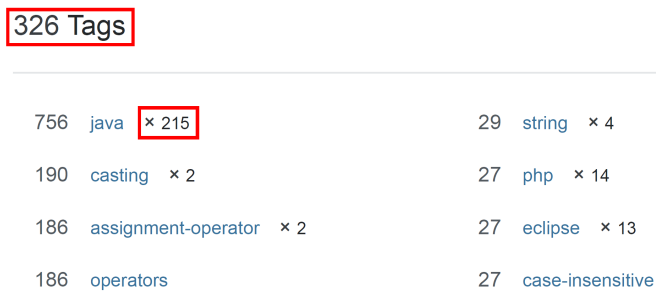 326 Tags
756 java × 215
29 string × 4
190 casting × 2
27 php × 14
186 assignment-operator × 2
27 eclipse × 13
186 operators
27 case-insensitive